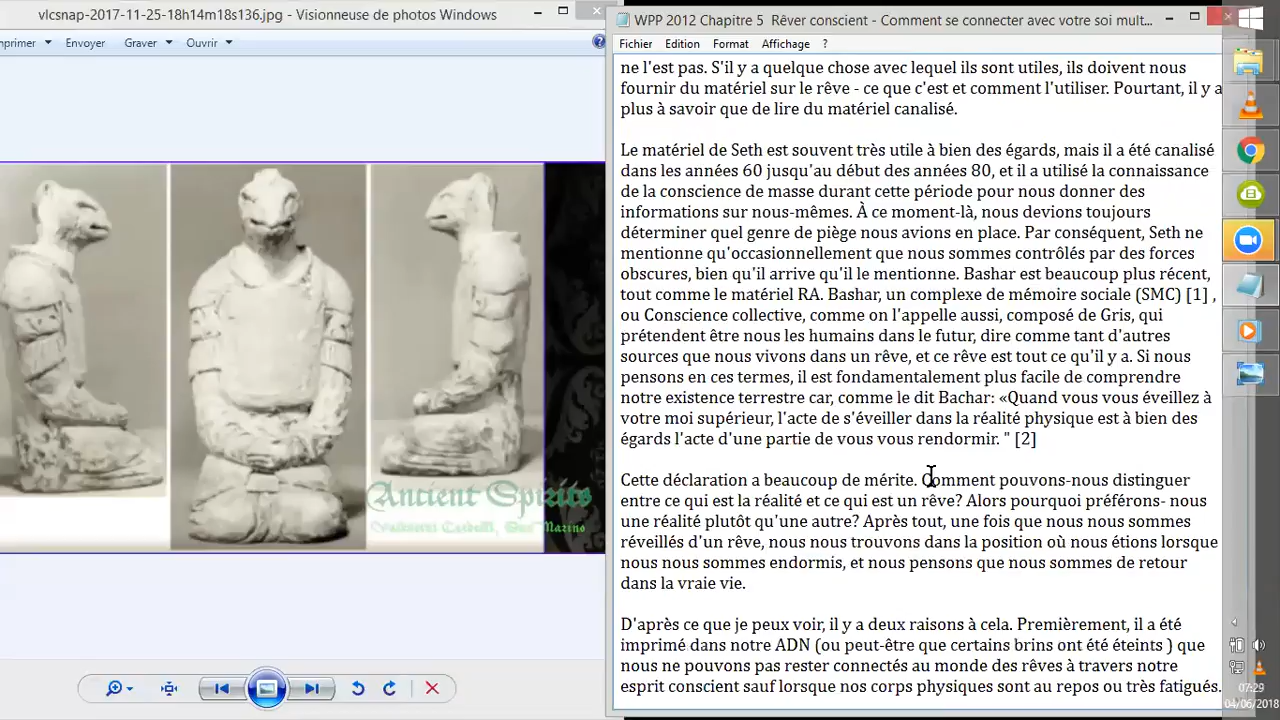 vlcsnap-2017-11-25-18h14m18s136.jpg - Visionneuse de photos Windows
primer Envoyer Graver Ouvrir
Ancient Spirits
WPP 2012 Chapitre 5 Rêver conscient - Comment se connecter avec votre soi mult...
Fichier Edition Format Affichage ?
ne l'est pas. S'il y a quelque chose avec lequel ils sont utiles, ils doivent nous
fournir du matériel sur le rêve - ce que c'est et comment l'utiliser. Pourtant, il y a
plus à savoir que de lire du matériel canalisé.
Le matériel de Seth est souvent très utile à bien des égards, mais il a été canalisé
dans les années 60 jusqu'au début des années 80, et il a utilisé la connaissance
de la conscience de masse durant cette période pour nous donner des
informations sur nous-mêmes. À ce moment-là, nous devions toujours
déterminer quel genre de piège nous avions en place. Par conséquent, Seth ne
mentionne qu'occasionnellement que nous sommes contrôlés par des forces
obscures, bien qu'il arrive qu'il le mentionne. Bashar est beaucoup plus récent,
tout comme le matériel RA. Bashar, un complexe de mémoire sociale (SMC) [1] ,
ou Conscience collective, comme on l'appelle aussi, composé de Gris, qui
prétendent être nous les humains dans le futur, dire comme tant d'autres
sources que nous vivons dans un rêve, et ce rêve est tout ce qu'il y a. Si nous
pensons en ces termes, il est fondamentalement plus facile de comprendre
notre existence terrestre car, comme le dit Bachar: «Quand vous vous éveillez à
votre moi supérieur, l'acte de s'éveiller dans la réalité physique est à bien des
égards l'acte d'une partie de vous vous rendormir. " [2]
Cette déclaration a beaucoup de mérite. Comment pouvons-nous distinguer
entre ce qui est la réalité et ce qui est un rêve? Alors pourquoi préférons- nous
une réalité plutôt qu'une autre? Après tout, une fois que nous nous sommes
réveillés d'un rêve, nous nous trouvons dans la position où nous étions lorsque
nous nous sommes endormis, et nous pensons que nous sommes de retour
dans la vraie vie.
D'après ce que je peux voir, il y a deux raisons à cela. Premièrement, il a été
imprimé dans notre ADN (ou peut-être que certains brins ont été éteints ) que
nous ne pouvons pas rester connectés au monde des rêves à travers notre
esprit conscient sauf lorsque nos corps physiques sont au repos ou très fatigués.
07:29
04/06/2018